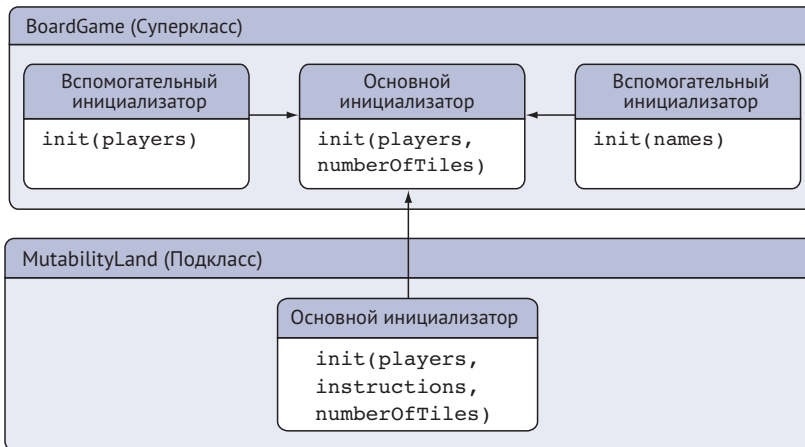 BoardGame (Суперкласс)
Вспомогательный
инициализатор
init(players)
Основной
инициализатор
init(players,
numberOfTiles)
Вспомогательный
инициализатор
init(names)
MutabilityLand (Подкласс)
Основной инициализатор
init(players,
instructions,
numberOfTiles)